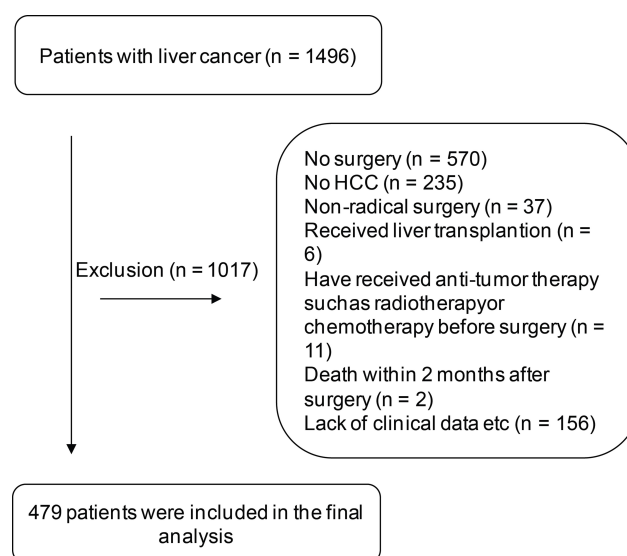 Patients with liver cancer (n = 1496)
No surgery (n = 570)
No HCC (n = 235)
Non-radical surgery (n = 37)
Received liver transplantion (n =
6)
Have received anti-tumor therapy
suchas radiotherapyor
chemotherapy before surgery (n =
11)
Death within 2 months after
surgery (n = 2)
Lack of clinical data etc (n = 156)
Exclusion (n = 1017)
479 patients were included in the final
analysis